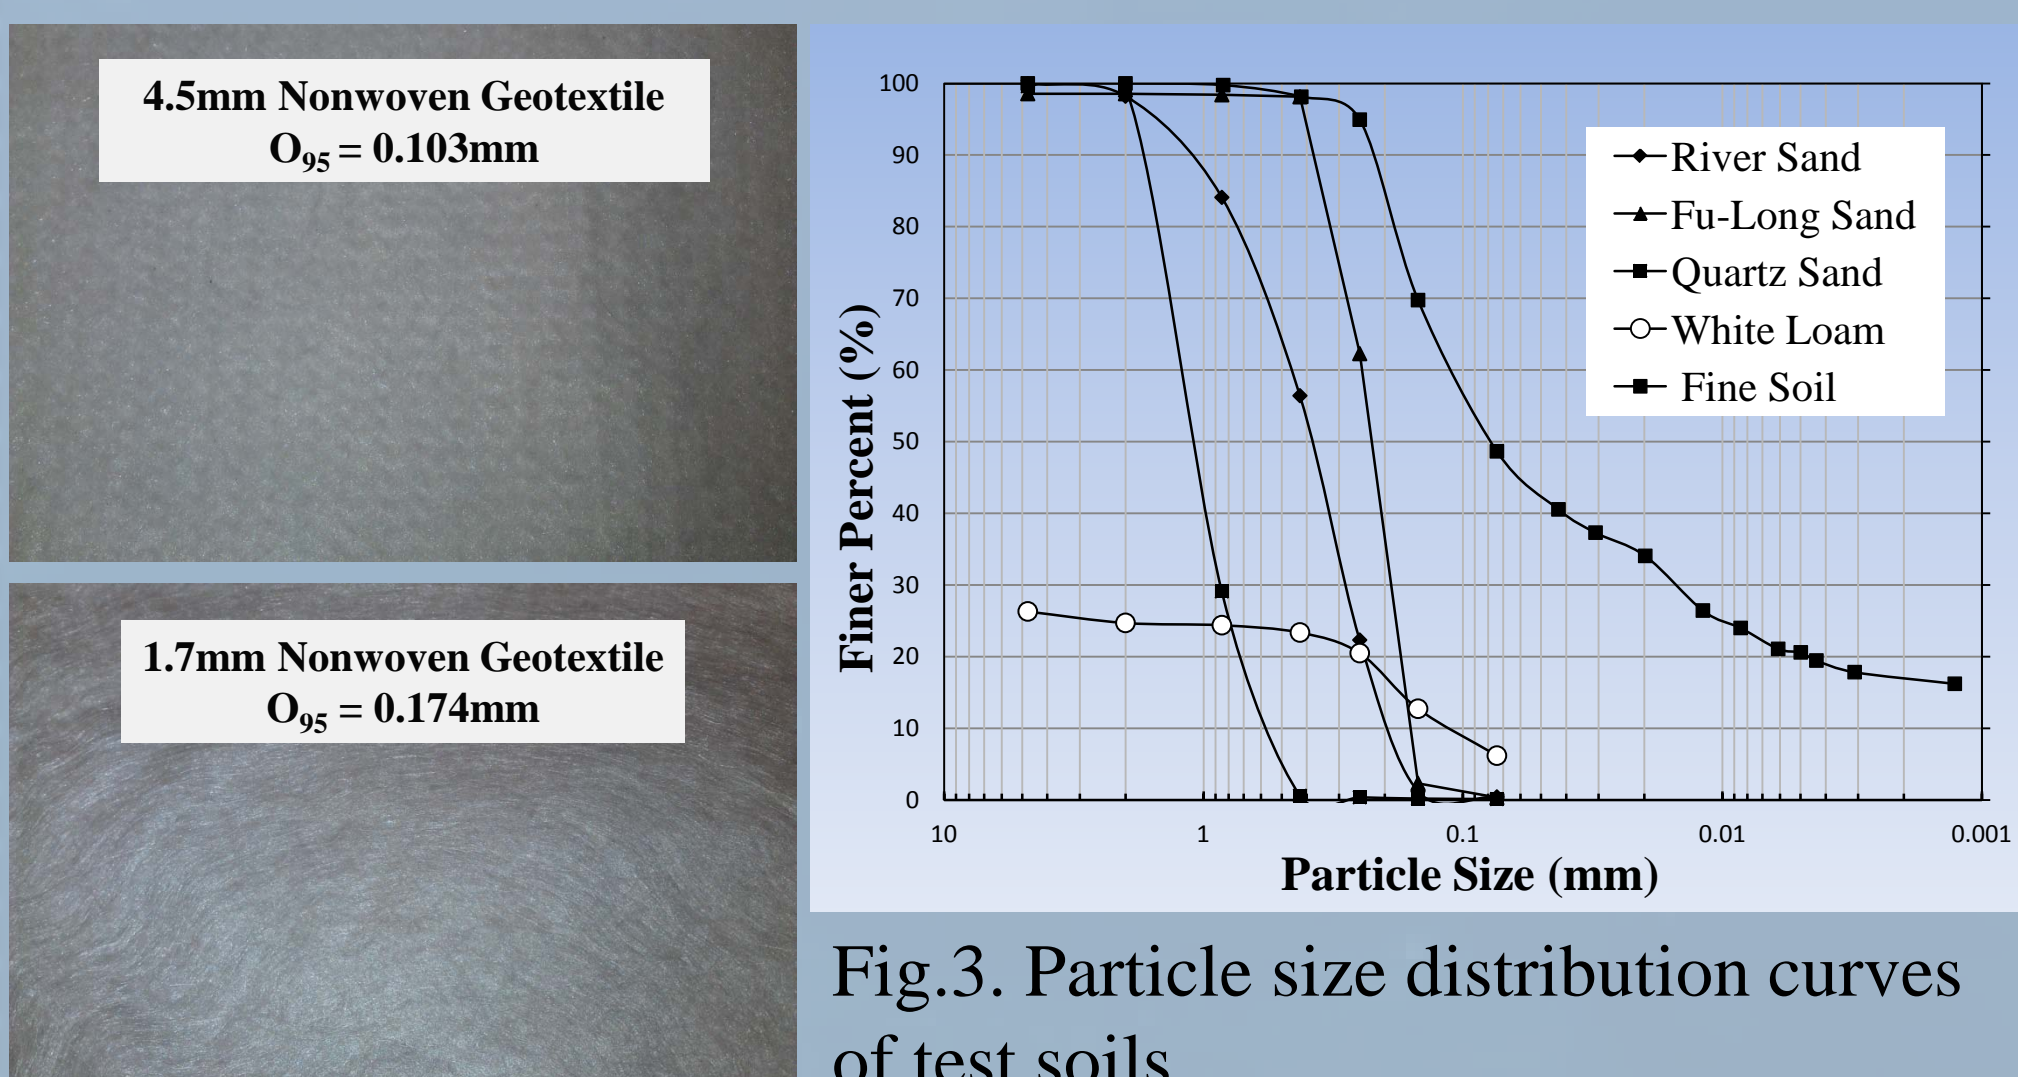 4.5mm Nonwoven Geotextile
O₉₅ = 0.103mm
1.7mm Nonwoven Geotextile
O₉₅ = 0.174mm
100
90
80
70
60
50
40
30
20
10
0
Finer Percent (%)
10
1
0.1
0.01
0.001
Particle Size (mm)
River Sand
Fu-Long Sand
Quartz Sand
White Loam
Fine Soil
Fig.3. Particle size distribution curves
of test soils